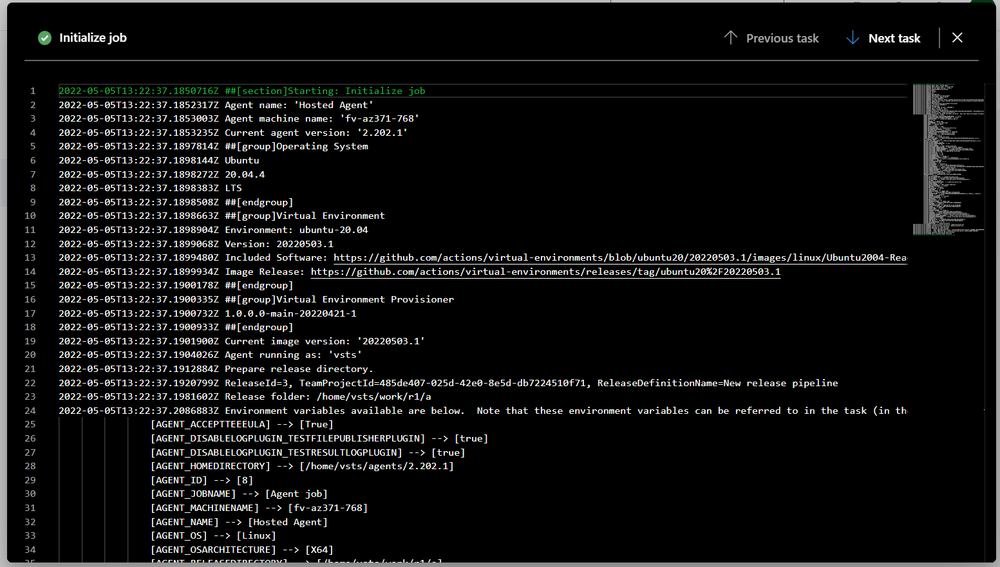 Initialize job
Previous task
Next task
1 2022-05-05T13:22:37.1850716Z ##[section]Starting: Initialize job
2 2022-05-05T13:22:37.1852317Z Agent name: 'Hosted Agent'
3 2022-05-05T13:22:37.1853003Z Agent machine name: 'fv-az371-768'
4 2022-05-05T13:22:37.1853235Z Current agent version: '2.202.1'
5 2022-05-05T13:22:37.1897814Z ##[group]Operating System
6 2022-05-05T13:22:37.1898144Z Ubuntu
7 2022-05-05T13:22:37.1898272Z 20.04.4
8 2022-05-05T13:22:37.1898383Z LTS
9 2022-05-05T13:22:37.1898508Z ##[endgroup]
10 2022-05-05T13:22:37.1898663Z ##[group]Virtual Environment
11 2022-05-05T13:22:37.1898904Z Environment: ubuntu-20.04
12 2022-05-05T13:22:37.1899068Z Version: 20220503.1
13 2022-05-05T13:22:37.1899480Z Included Software: https://github.com/actions/virtual-environments/blob/ubuntu20/20220503.1/images/linux/Ubuntu2004-Rea
14 2022-05-05T13:22:37.1899934Z Image Release: https://github.com/actions/virtual-environments/releases/tag/ubuntu20%2F20220503.1
15 2022-05-05T13:22:37.1900178Z ##[endgroup]
16 2022-05-05T13:22:37.1900335Z ##[group]Virtual Environment Provisioner
17 2022-05-05T13:22:37.1900732Z 1.0.0.0-main-20220421-1
18 2022-05-05T13:22:37.1900933Z ##[endgroup]
19 2022-05-05T13:22:37.1901900Z Current image version: '20220503.1'
20 2022-05-05T13:22:37.1904026Z Agent running as: 'vsts'
21 2022-05-05T13:22:37.1912884Z Prepare release directory.
22 2022-05-05T13:22:37.1920799Z ReleaseId=3, TeamProjectId=485de407-025d-42e0-8e5d-db7224510f71, ReleaseDefinitionName=New release pipeline
23 2022-05-05T13:22:37.1981602Z Release folder: /home/vsts/work/r1/a
24 2022-05-05T13:22:37.2086883Z Environment variables available are below.  Note that these environment variables can be referred to in the task (in th
25 [AGENT_ACCEPTTEEEULA] --> [True]
26 [AGENT_DISABLELOGPLUGIN_TESTFILEPUBLISHERPLUGIN] --> [true]
27 [AGENT_DISABLELOGPLUGIN_TESTRESULTLOGPLUGIN] --> [true]
28 [AGENT_HOMEDIRECTORY] --> [/home/vsts/agents/2.202.1]
29 [AGENT_ID] --> [8]
30 [AGENT_JOBNAME] --> [Agent job]
31 [AGENT_MACHINENAME] --> [fv-az371-768]
32 [AGENT_NAME] --> [Hosted Agent]
33 [AGENT_OS] --> [Linux]
34 [AGENT_OSARCHITECTURE] --> [X64]
35 [AGENT_RELEASEDIRECTORY] --> [/home/vsts/work/r1/a]